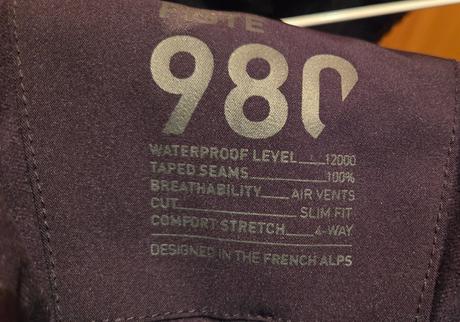 PISTE
980
WATERPROOF LEVEL 12000
TAPED SEAMS 100%
BREATHABILITY AIR VENTS
CUT SLIM FIT
COMFORT STRETCH 4-WAY
DESIGNED IN THE FRENCH ALPS